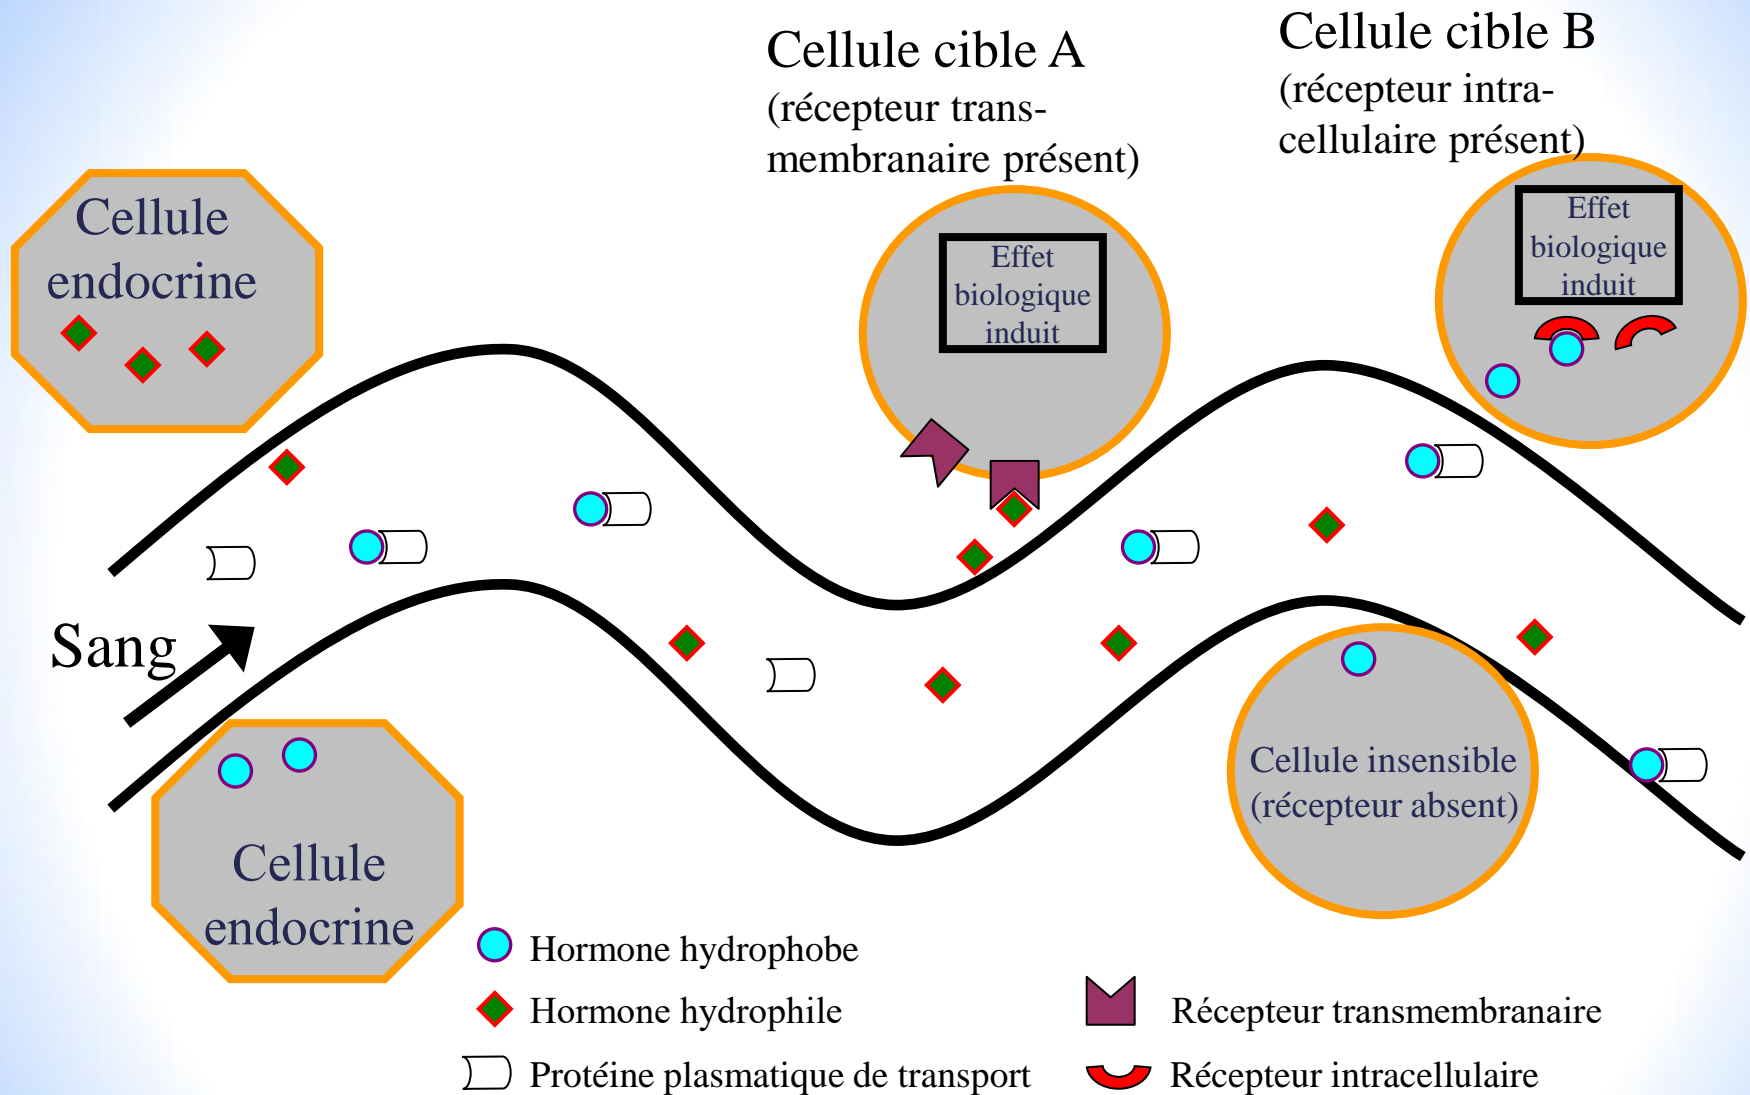 Cellule cible A
(récepteur trans-
membranaire présent)
Cellule cible B
(récepteur intra-
cellulaire présent)
Cellule
endocrine
Effet
biologique
induit
Effet
biologique
induit
Sang
Cellule
endocrine
Cellule insensible
(récepteur absent)
Hormone hydrophobe
Hormone hydrophile
Protéine plasmatique de transport
Récepteur transmembranaire
Récepteur intracellulaire